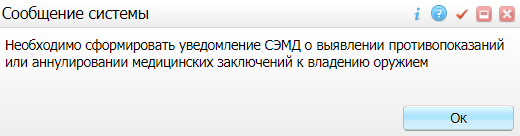 Сообщение системы
Необходимо сформировать уведомление СЭМД о выявлении противопоказаний
или аннулировании медицинских заключений к владению оружием
Ок